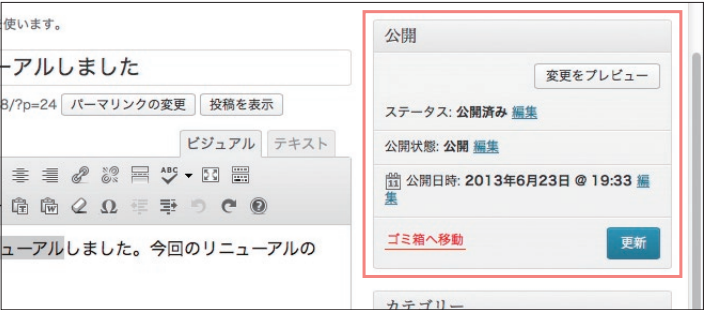 を使います。
ーアルしました
8/?p=24 パーマリンクの変更 投稿を表示
ビジュアル テキスト
ABC
ューアルしました。今回のリニューアルの
公開
変更をプレビュー
ステータス: 公開済み 編集
公開状態: 公開 編集
11 公開日時: 2013年6月23日 @ 19:33 編
集
ゴミ箱へ移動 更新
カテゴリー